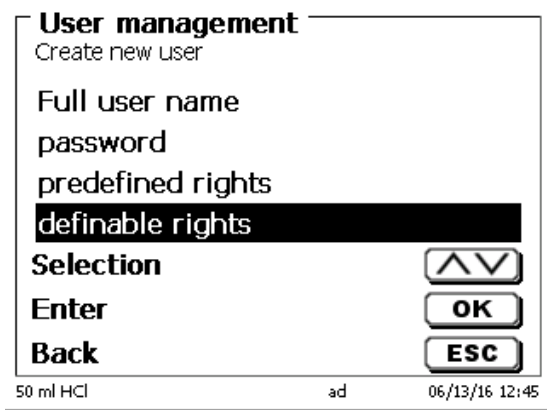 User management
Create new user
Full user name
password
predefined rights
definable rights
Selection
Enter OK
Back ESC
50 ml HCl ad 06/13/16 12:45